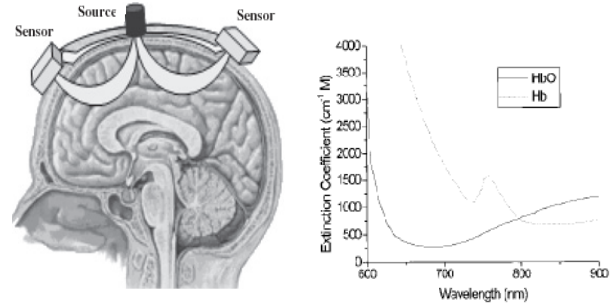 Source
Sensor
Sensor
4000
3500
3000
2500
2000
1500
1000
500
0
Extinction Coefficient (cm⁻¹ M)
HbO
Hb
600
700
800
900
Wavelength (nm)